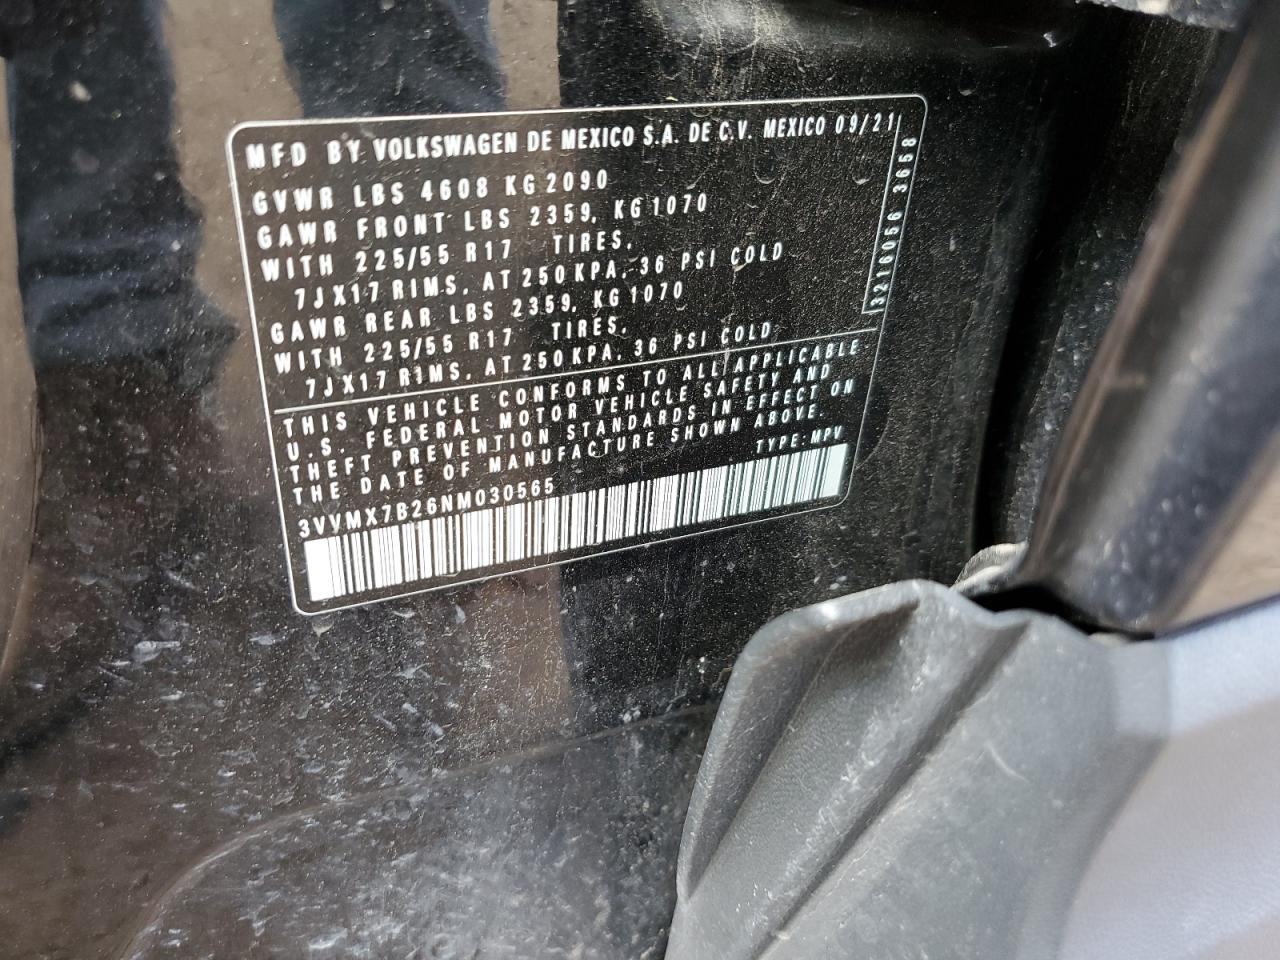 MFD BY VOLKSWAGEN DE MEXICO S.A. DE C.V. MEXICO 09/21
GVWR LBS 4608 KG 2090
GAWR FRONT LBS 2359, KG 1070
WITH 225/55 R17 TIRES,
7JX17 RIMS, AT 250 KPA, 36 PSI COLD
GAWR REAR LBS 2359, KG 1070
WITH 225/55 R17 TIRES,
7JX17 RIMS, AT 250 KPA, 36 PSI COLD
3216056 3658
THIS VEHICLE CONFORMS TO ALL APPLICABLE
U.S. FEDERAL MOTOR VEHICLE SAFETY AND
THEFT PREVENTION STANDARDS IN EFFECT ON
THE DATE OF MANUFACTURE SHOWN ABOVE.
TYPE: MPV
3VVMX7B26NM030565